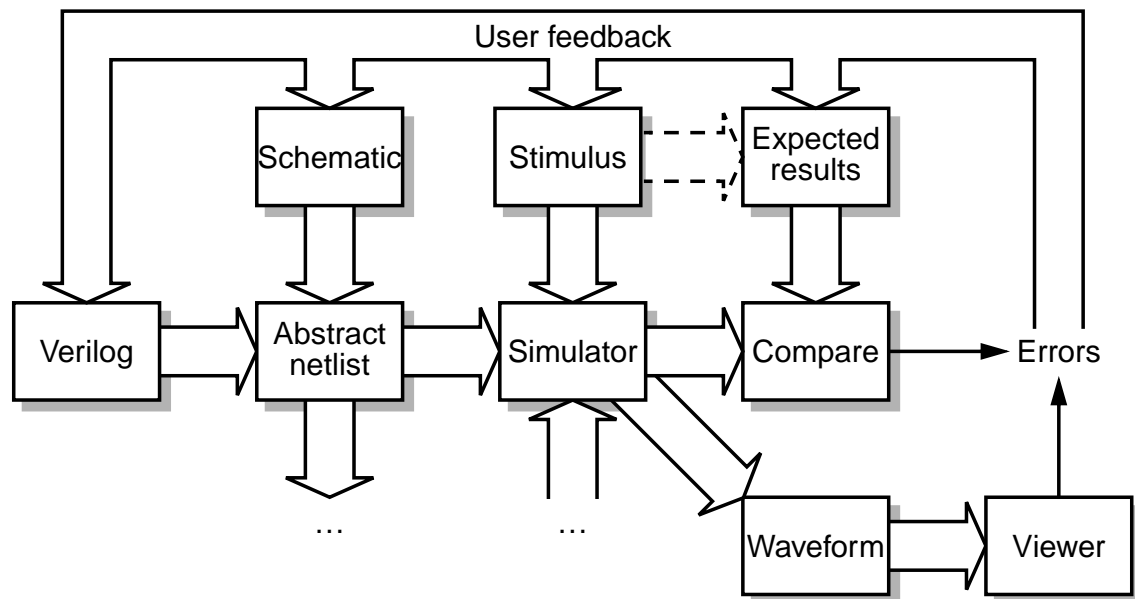 User feedback
Schematic
Stimulus
Expected
results
Verilog
Abstract
netlist
Simulator
Compare
Errors
...
...
Waveform
Viewer